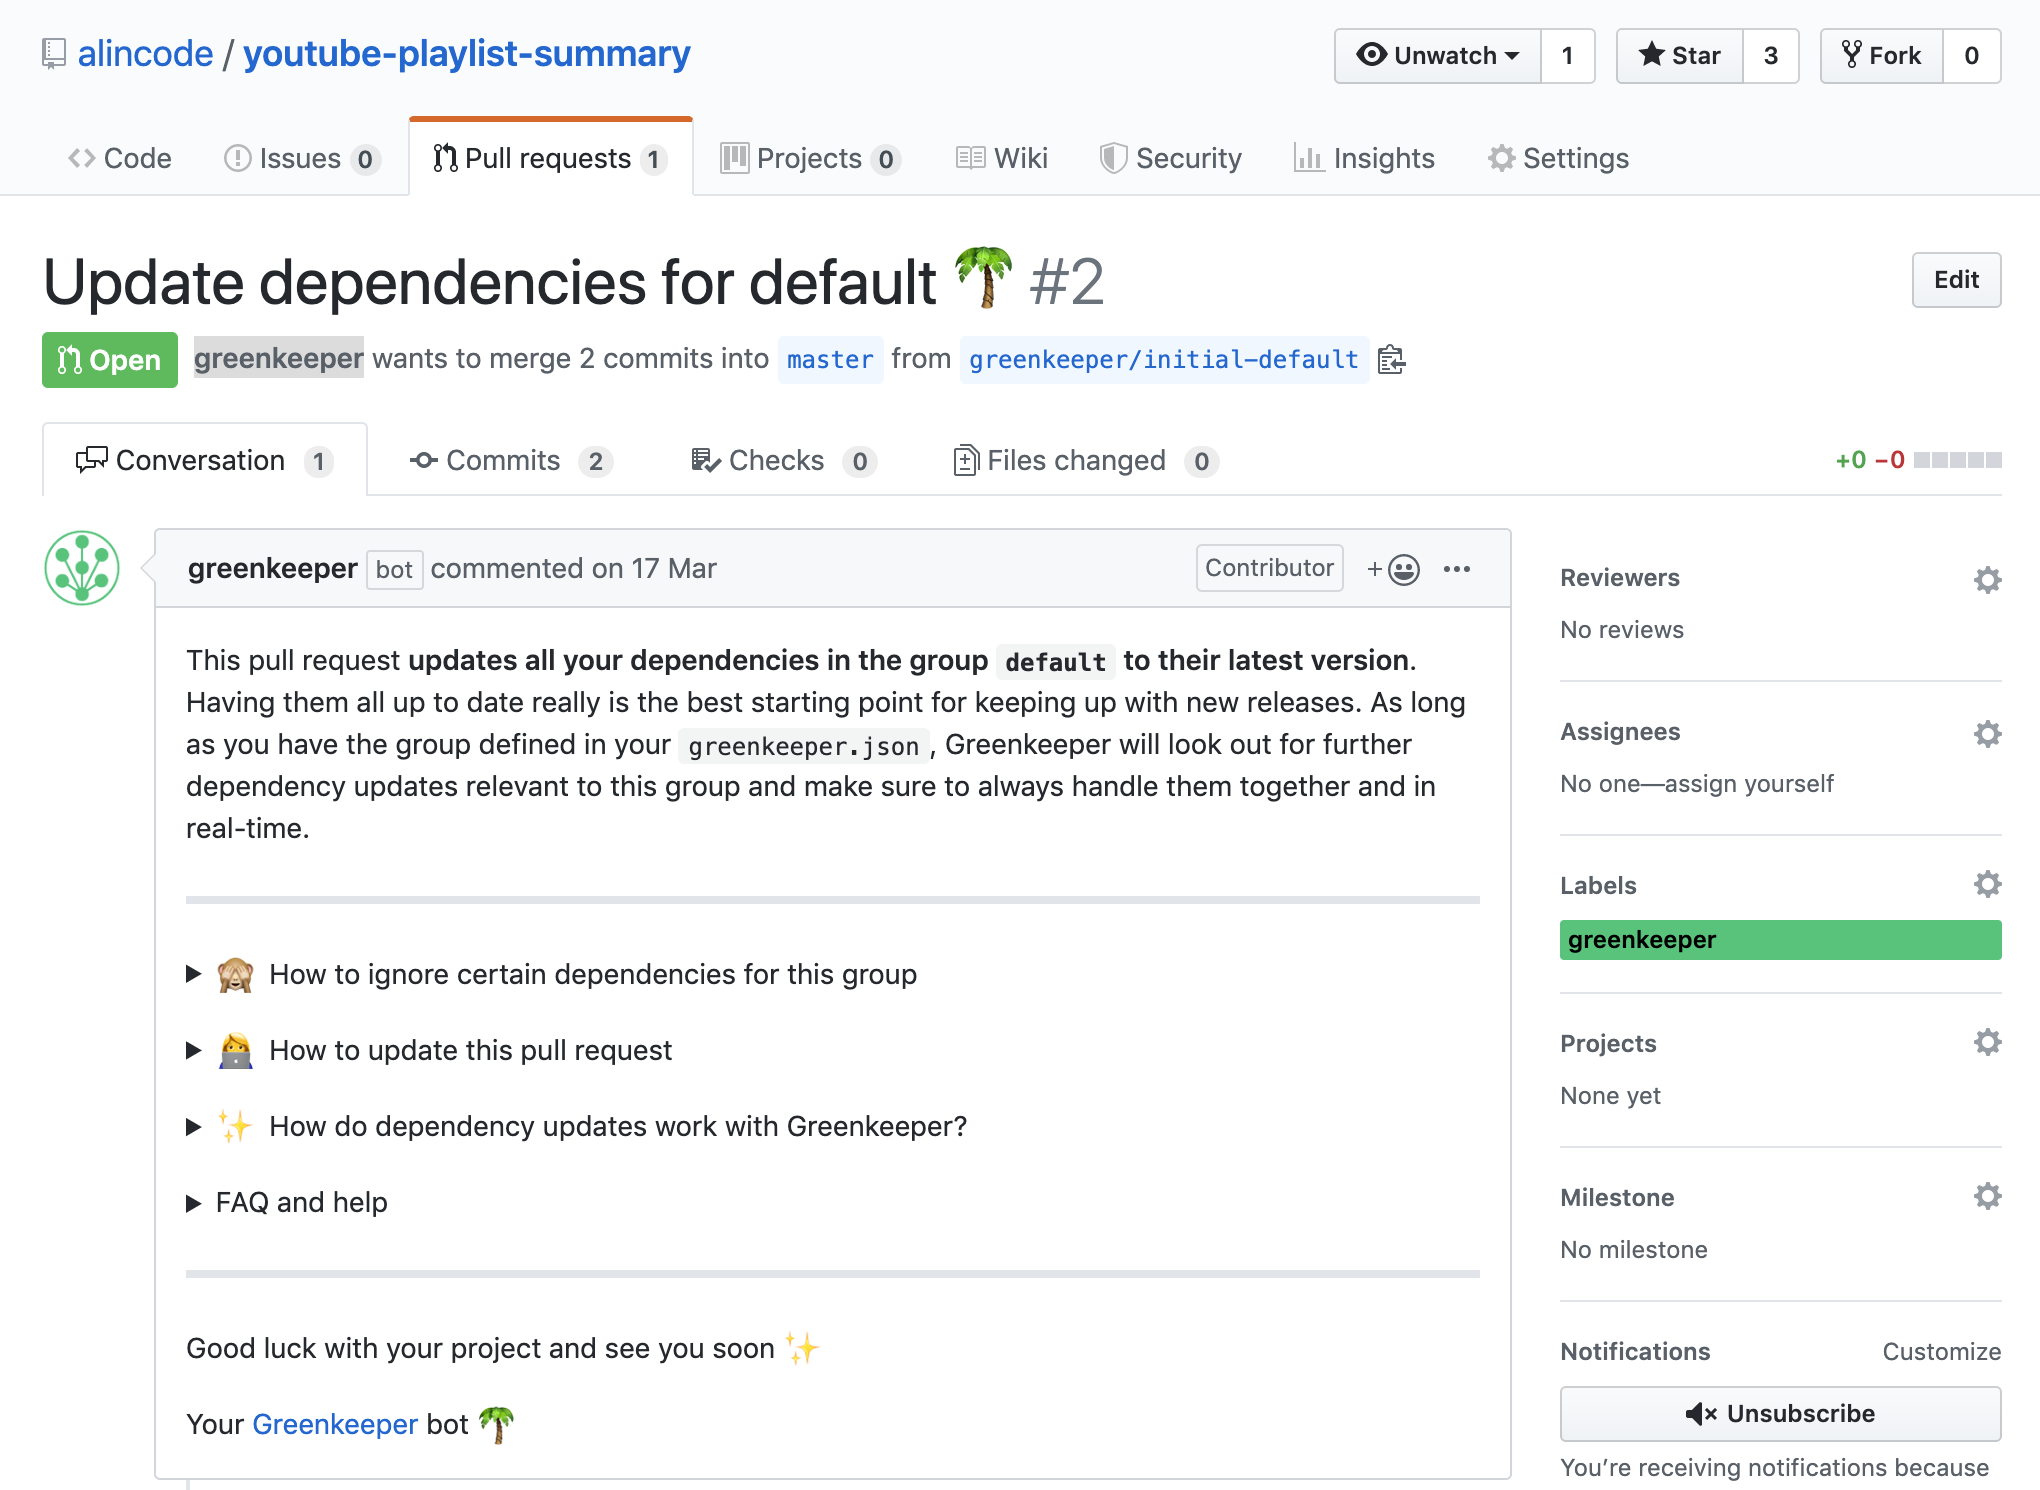 alincode / youtube-playlist-summary
Unwatch 1 Star 3 Fork 0
Code Issues 0 Pull requests 1 Projects 0 Wiki Security Insights Settings
Update dependencies for default 🌴 #2
Edit
Open greenkeeper wants to merge 2 commits into master from greenkeeper/initial-default
Conversation 1 Commits 2 Checks 0 Files changed 0 +0 −0
greenkeeper bot commented on 17 Mar Contributor +
This pull request updates all your dependencies in the group default to their latest version.
Having them all up to date really is the best starting point for keeping up with new releases. As long
as you have the group defined in your greenkeeper.json, Greenkeeper will look out for further
dependency updates relevant to this group and make sure to always handle them together and in
real-time.
🙈 How to ignore certain dependencies for this group
👩‍💻 How to update this pull request
✨ How do dependency updates work with Greenkeeper?
FAQ and help
Good luck with your project and see you soon ✨
Your Greenkeeper bot 🌴
Reviewers
No reviews
Assignees
No one—assign yourself
Labels
greenkeeper
Projects
None yet
Milestone
No milestone
Notifications Customize
Unsubscribe
You’re receiving notifications because